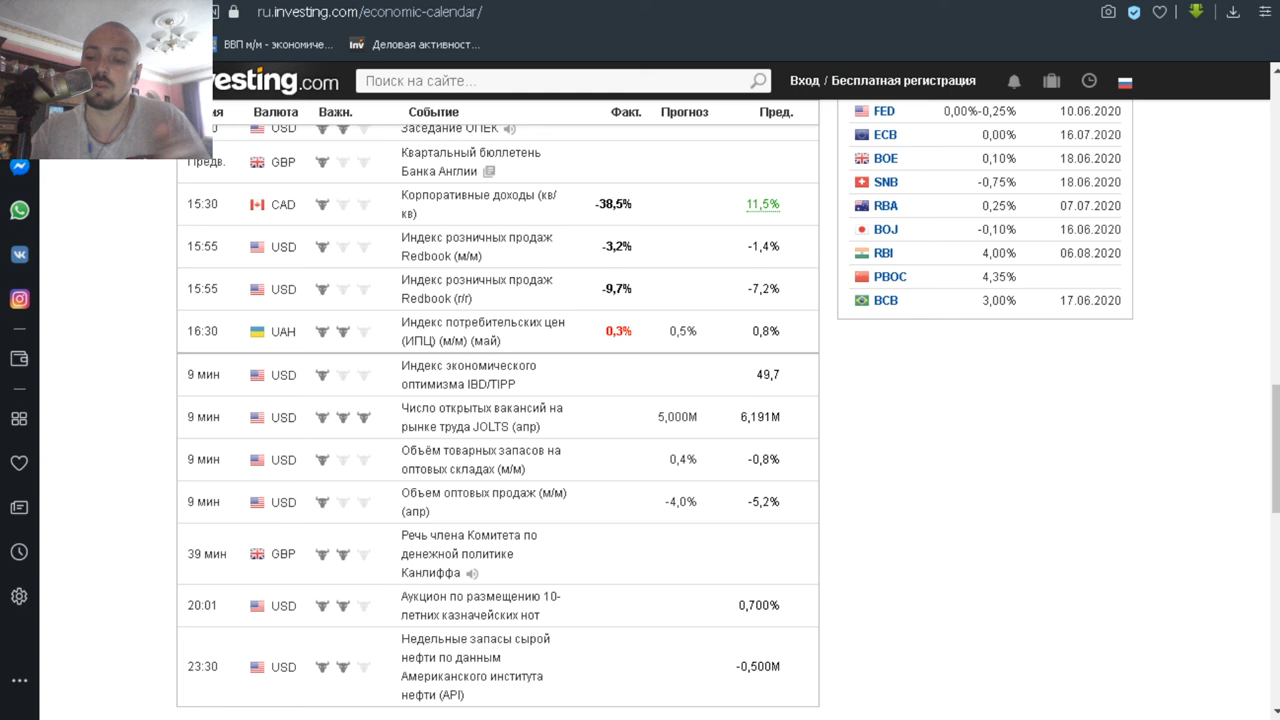 ru.investing.com/economic-calendar/
ВВП м/м - экономиче...
Inv Деловая активност...
vesting.com
Поиск на сайте...
Вход / Бесплатная регистрация
ия Валюта Важн. Событие Факт. Прогноз Пред.
0 USD Заседание ОПЕК
Предв. GBP Квартальный бюллетень
Банка Англии
15:30 CAD Корпоративные доходы (кв/
кв) -38,5% 11,5%
15:55 USD Индекс розничных продаж
Redbook (м/м) -3,2% -1,4%
15:55 USD Индекс розничных продаж
Redbook (г/г) -9,7% -7,2%
16:30 UAH Индекс потребительских цен
(ИПЦ) (м/м) (май) 0,3% 0,5% 0,8%
9 мин USD Индекс экономического
оптимизма IBD/TIPP 49,7
9 мин USD Число открытых вакансий на
рынке труда JOLTS (апр) 5,000M 6,191M
9 мин USD Объём товарных запасов на
оптовых складах (м/м) 0,4% -0,8%
9 мин USD Объем оптовых продаж (м/м)
(апр) -4,0% -5,2%
39 мин GBP Речь члена Комитета по
денежной политике
Канлиффа
20:01 USD Аукцион по размещению 10-
летних казначейских нот 0,700%
23:30 USD Недельные запасы сырой
нефти по данным
Американского института
нефти (API) -0,500M
FED 0,00%-0,25% 10.06.2020
ECB 0,00% 16.07.2020
BOE 0,10% 18.06.2020
SNB -0,75% 18.06.2020
RBA 0,25% 07.07.2020
BOJ -0,10% 16.06.2020
RBI 4,00% 06.08.2020
PBOC 4,35%
BCB 3,00% 17.06.2020